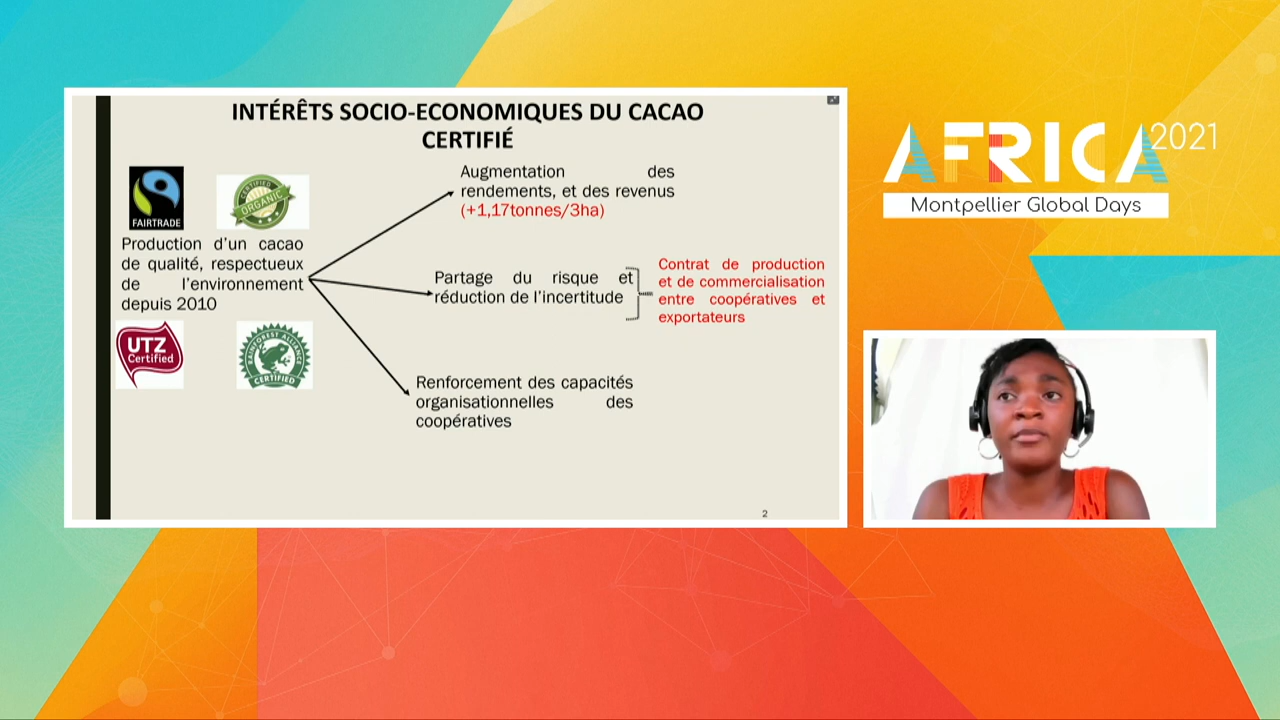 INTÉRÊTS SOCIO-ECONOMIQUES DU CACAO
CERTIFIÉ
FAIRTRADE
CERTIFIED
ORGANIC
Production d'un cacao
de qualité, respectueux
de l'environnement
depuis 2010
UTZ
Certified
RAINFOREST ALLIANCE
CERTIFIED
Augmentation des
rendements, et des revenus
(+1,17tonnes/3ha)
Partage du risque et
réduction de l'incertitude
Contrat de production
et de commercialisation
entre coopératives et
exportateurs
Renforcement des capacités
organisationnelles des
coopératives
2
AFRICA 2021
Montpellier Global Days